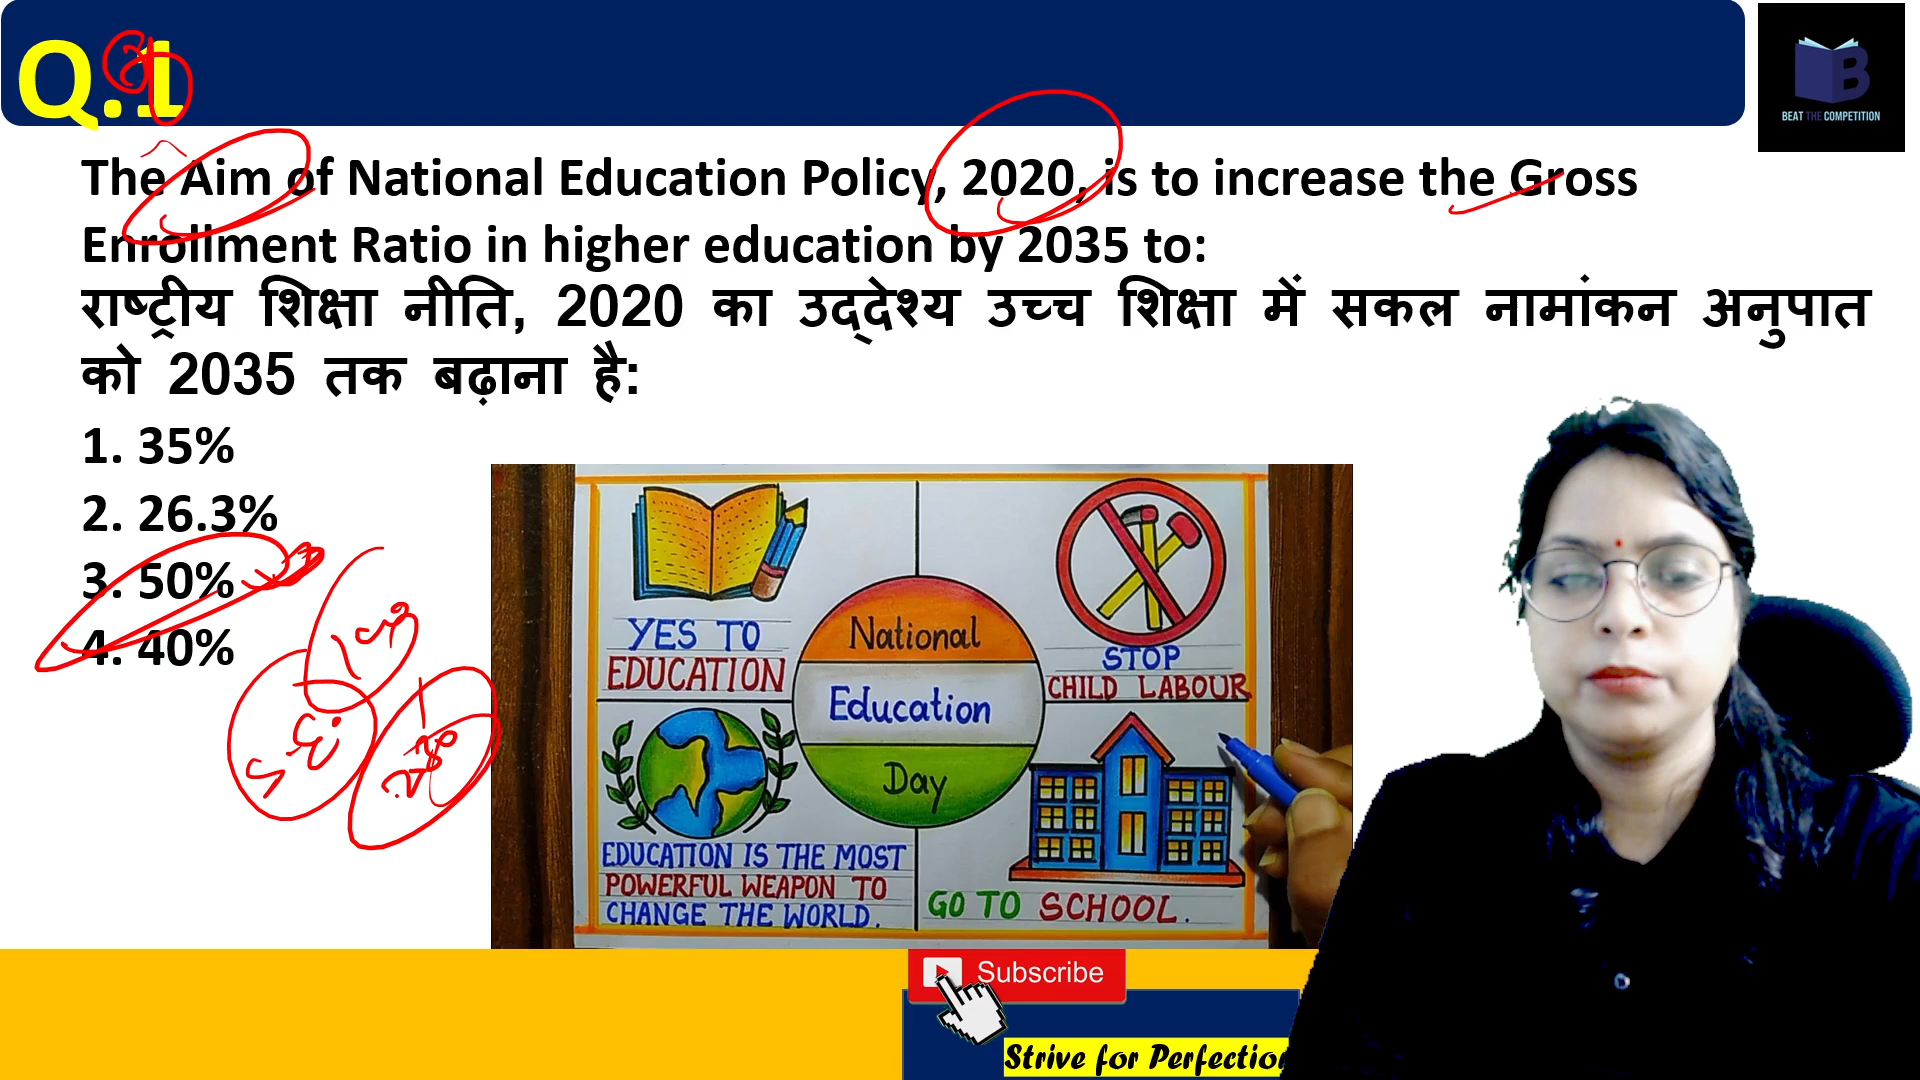 Q.1
BEAT THE COMPETITION
The Aim of National Education Policy, 2020, is to increase the Gross
Enrollment Ratio in higher education by 2035 to:
राष्ट्रीय शिक्षा नीति, 2020 का उद्देश्य उच्च शिक्षा में सकल नामांकन अनुपात
को 2035 तक बढ़ाना है:
1. 35%
2. 26.3%
3. 50%
4. 40%
YES TO
EDUCATION
National
Education
Day
STOP
CHILD LABOUR
EDUCATION IS THE MOST
POWERFUL WEAPON TO
CHANGE THE WORLD.
GO TO SCHOOL.
Subscribe
Strive for Perfection